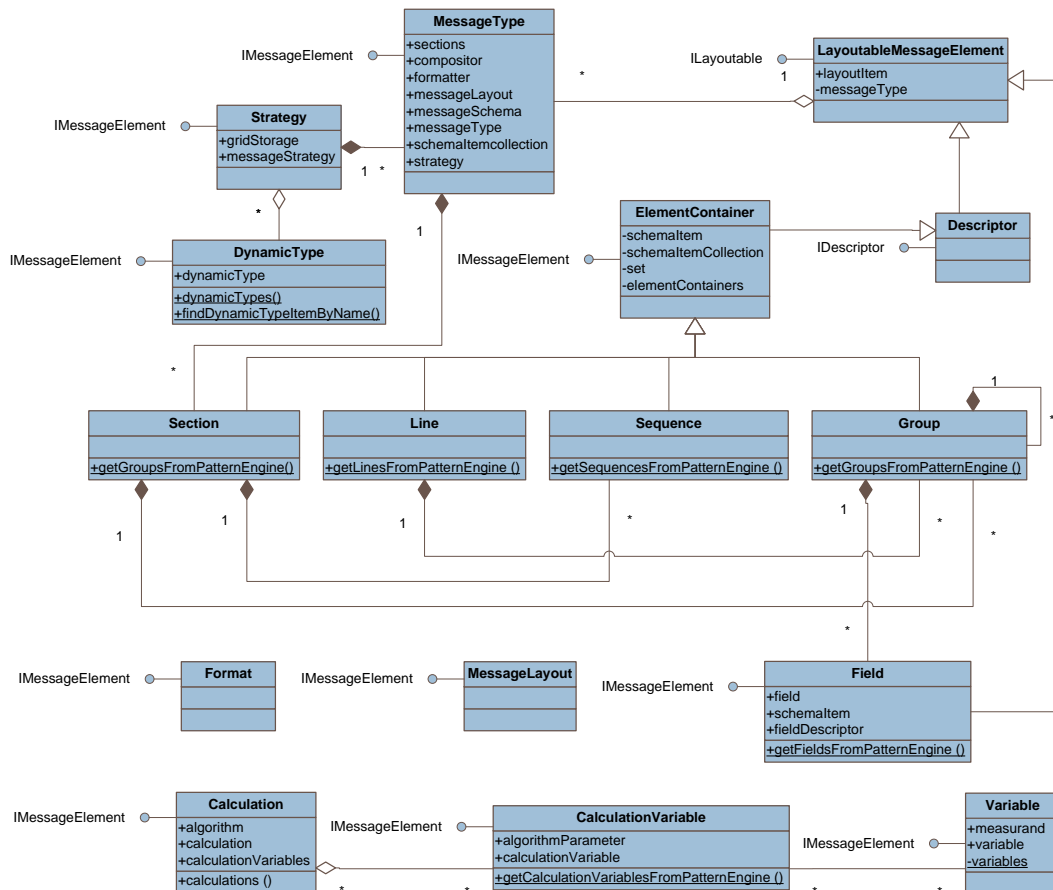 MessageType
+sections
+compositor
+formatter
+messageLayout
+messageSchema
+messageType
+schemaItemcollection
+strategy
IMessageElement
LayoutableMessageElement
+layoutItem
-messageType
ILayoutable
1
*
Strategy
+gridStorage
+messageStrategy
IMessageElement
1
*
*
DynamicType
+dynamicType
+dynamicTypes()
+findDynamicTypeItemByName()
IMessageElement
1
*
ElementContainer
-schemaItem
-schemaItemCollection
-set
-elementContainers
IMessageElement
Descriptor
IDescriptor
Section
+getGroupsFromPatternEngine()
Line
+getLinesFromPatternEngine ()
Sequence
+getSequencesFromPatternEngine ()
Group
+getGroupsFromPatternEngine ()
1
*
1
1
1
*
1
*
*
*
Format
IMessageElement
MessageLayout
IMessageElement
Field
+field
+schemaItem
+fieldDescriptor
+getFieldsFromPatternEngine ()
IMessageElement
Calculation
+algorithm
+calculation
+calculationVariables
+calculations ()
IMessageElement
CalculationVariable
+algorithmParameter
+calculationVariable
+getCalculationVariablesFromPatternEngine ()
IMessageElement
Variable
+measurand
+variable
-variables
IMessageElement
*
*
*
*